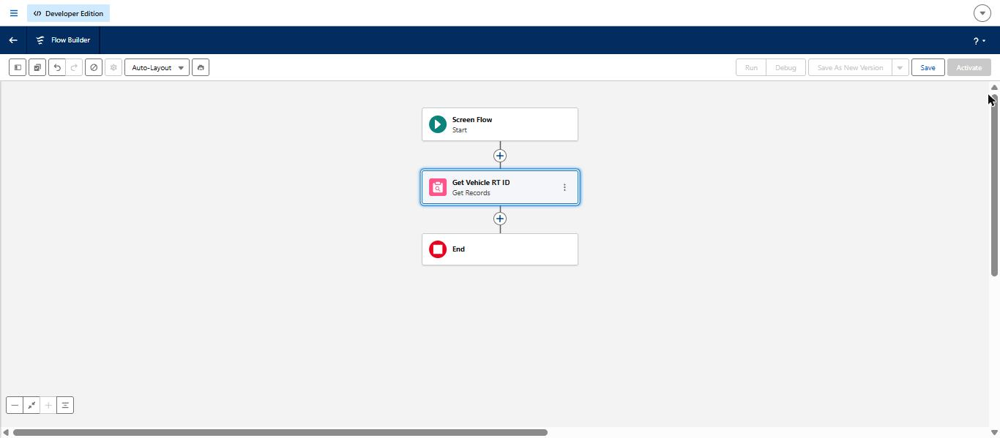 Developer Edition
Flow Builder
?
Auto-Layout
Run
Debug
Save As New Version
Save
Activate
Screen Flow
Start
Get Vehicle RT ID
Get Records
End